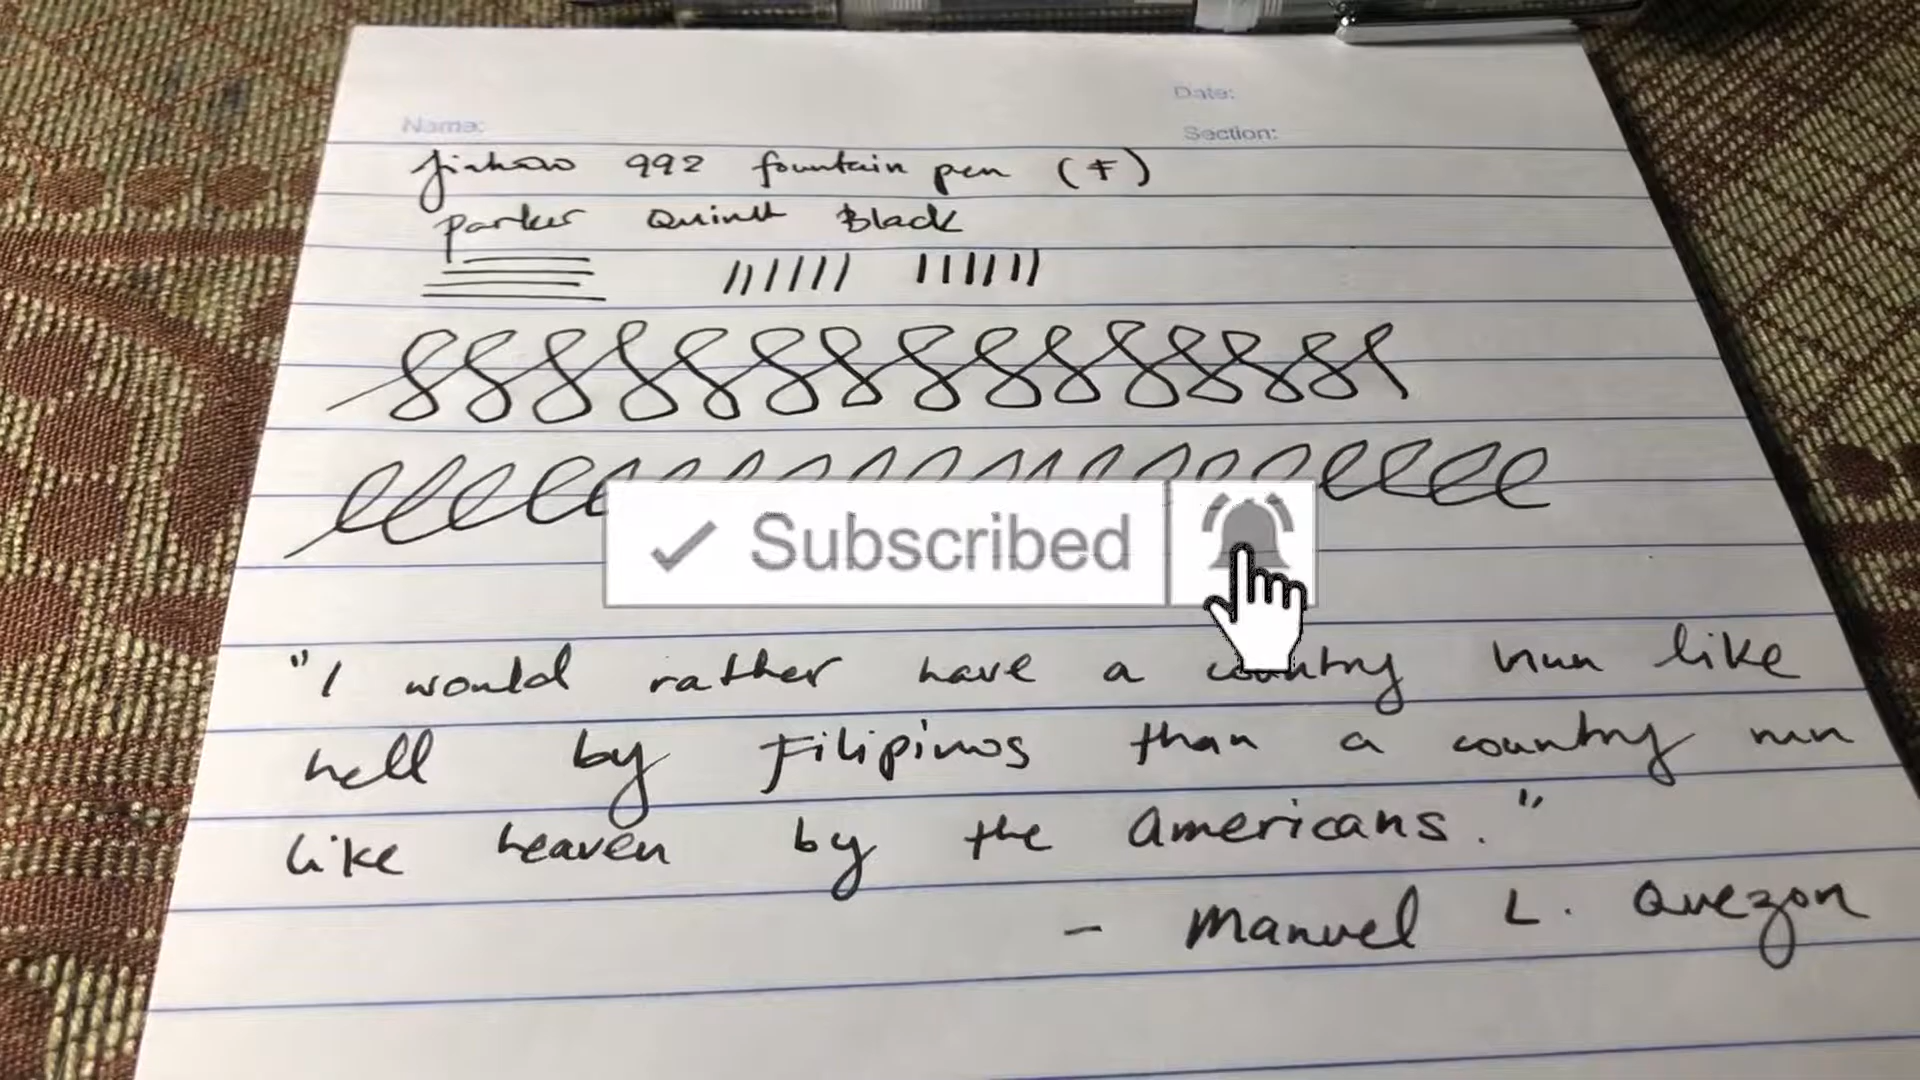 Date:
Name:
Section:
Jinhao 992 fountain pen (F)
Parker Quink Black
Subscribed
"I would rather have a country run like
hell by Filipinos than a country run
like heaven by the Americans."
- Manuel L. Quezon